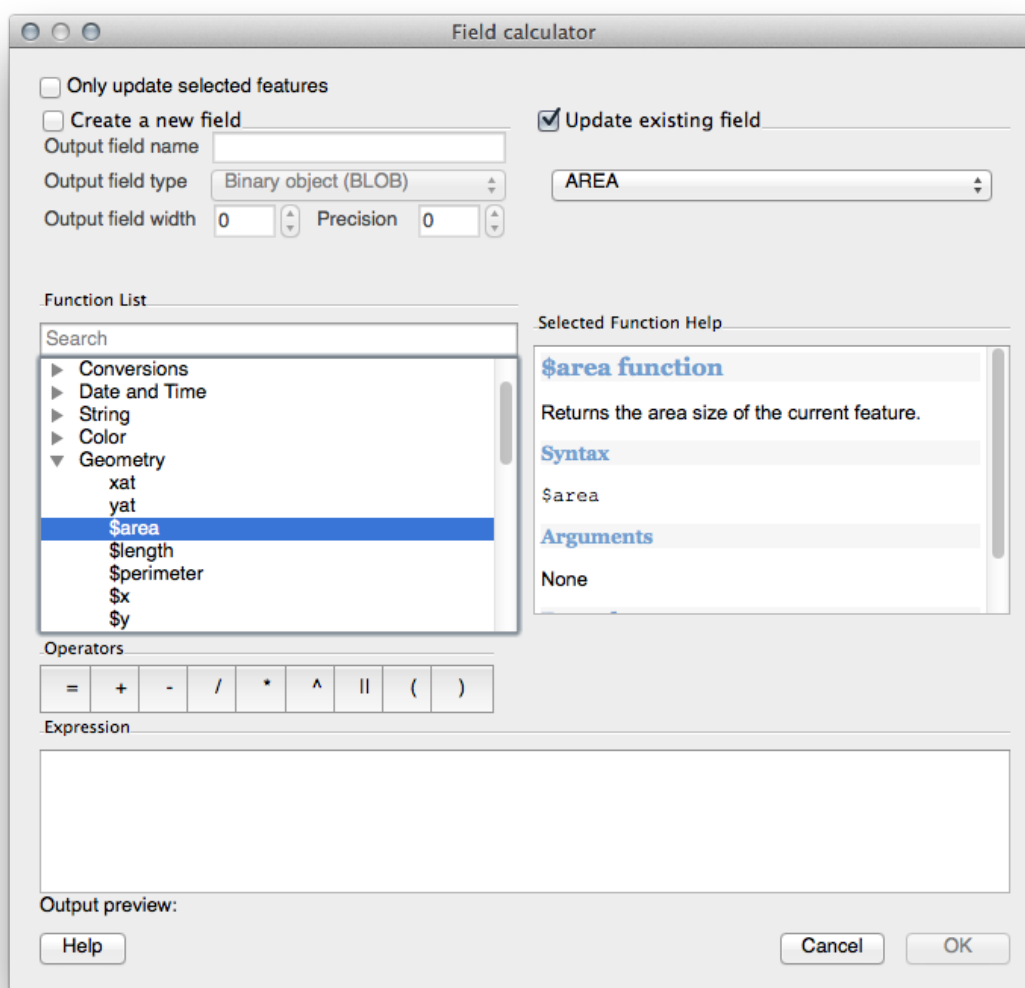 Field calculator
Only update selected features
Create a new field
Output field name
Output field type Binary object (BLOB)
Output field width 0 Precision 0
Update existing field
AREA
Function List
Search
Conversions
Date and Time
String
Color
Geometry
xat
yat
$area
$length
$perimeter
$x
$y
Selected Function Help
$area function
Returns the area size of the current feature.
Syntax
$area
Arguments
None
Operators
= + - / * ^ || ( )
Expression
Output preview:
Help Cancel OK